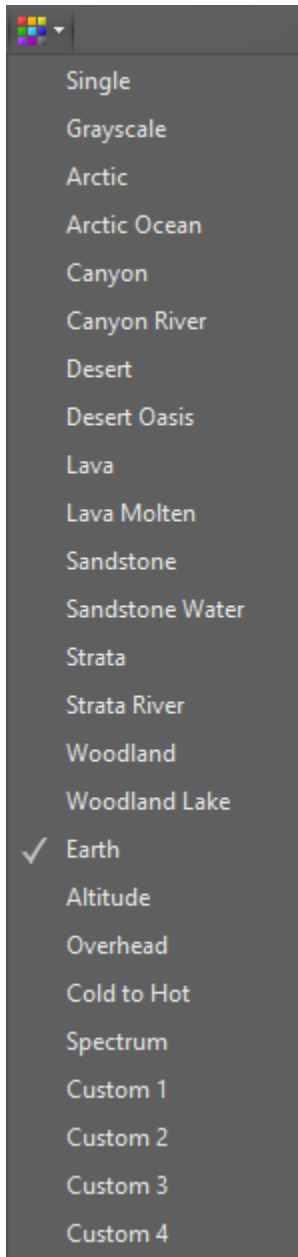 Single
Grayscale
Arctic
Arctic Ocean
Canyon
Canyon River
Desert
Desert Oasis
Lava
Lava Molten
Sandstone
Sandstone Water
Strata
Strata River
Woodland
Woodland Lake
Earth
Altitude
Overhead
Cold to Hot
Spectrum
Custom 1
Custom 2
Custom 3
Custom 4